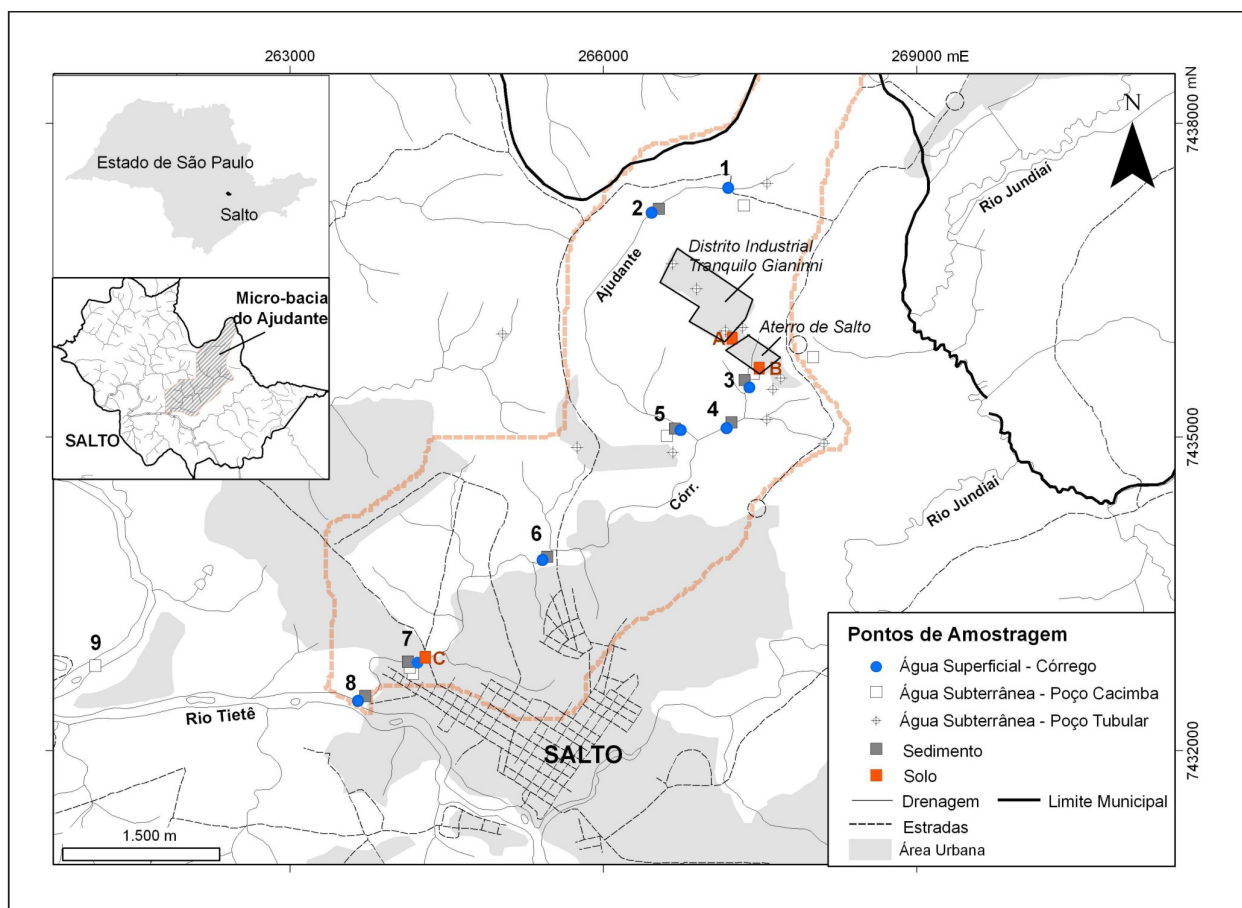 263000
266000
269000 mE
7438000 mN
7435000
7432000
N
Estado de São Paulo
Salto
Micro-bacia
do Ajudante
SALTO
Rio Jundiaí
Rio Jundiaí
1
2
Ajudante
Distrito Industrial
Tranquilo Gianinni
A
Aterro de Salto
B
3
4
5
Córr.
6
7
C
8
9
Rio Tietê
SALTO
1.500 m
Pontos de Amostragem
Água Superficial - Córrego
Água Subterrânea - Poço Cacimba
Água Subterrânea - Poço Tubular
Sedimento
Solo
Drenagem
Limite Municipal
Estradas
Área Urbana